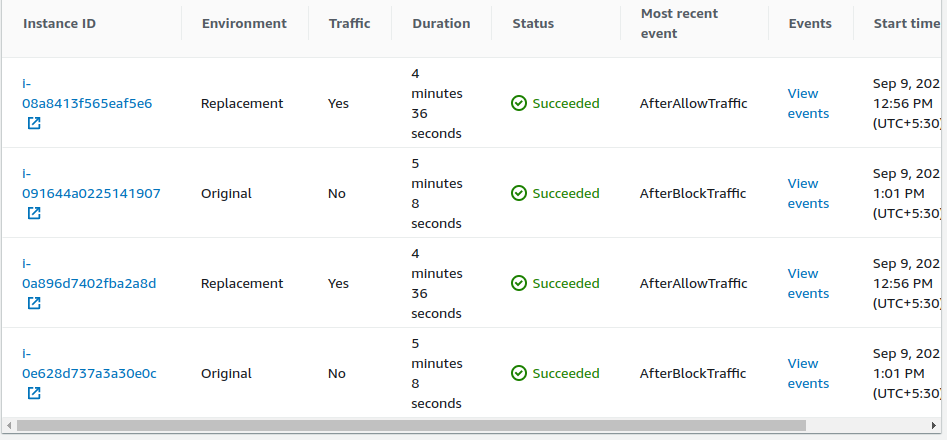 Instance ID Environment Traffic Duration Status Most recent event Events Start time
i-08a8413f565eaf5e6 Replacement Yes 4 minutes 36 seconds Succeeded AfterAllowTraffic View events Sep 9, 202 12:56 PM (UTC+5:30)
i-091644a0225141907 Original No 5 minutes 8 seconds Succeeded AfterBlockTraffic View events Sep 9, 202 1:01 PM (UTC+5:30)
i-0a896d7402fba2a8d Replacement Yes 4 minutes 36 seconds Succeeded AfterAllowTraffic View events Sep 9, 202 12:56 PM (UTC+5:30)
i-0e628d737a3a30e0c Original No 5 minutes 8 seconds Succeeded AfterBlockTraffic View events Sep 9, 202 1:01 PM (UTC+5:30)